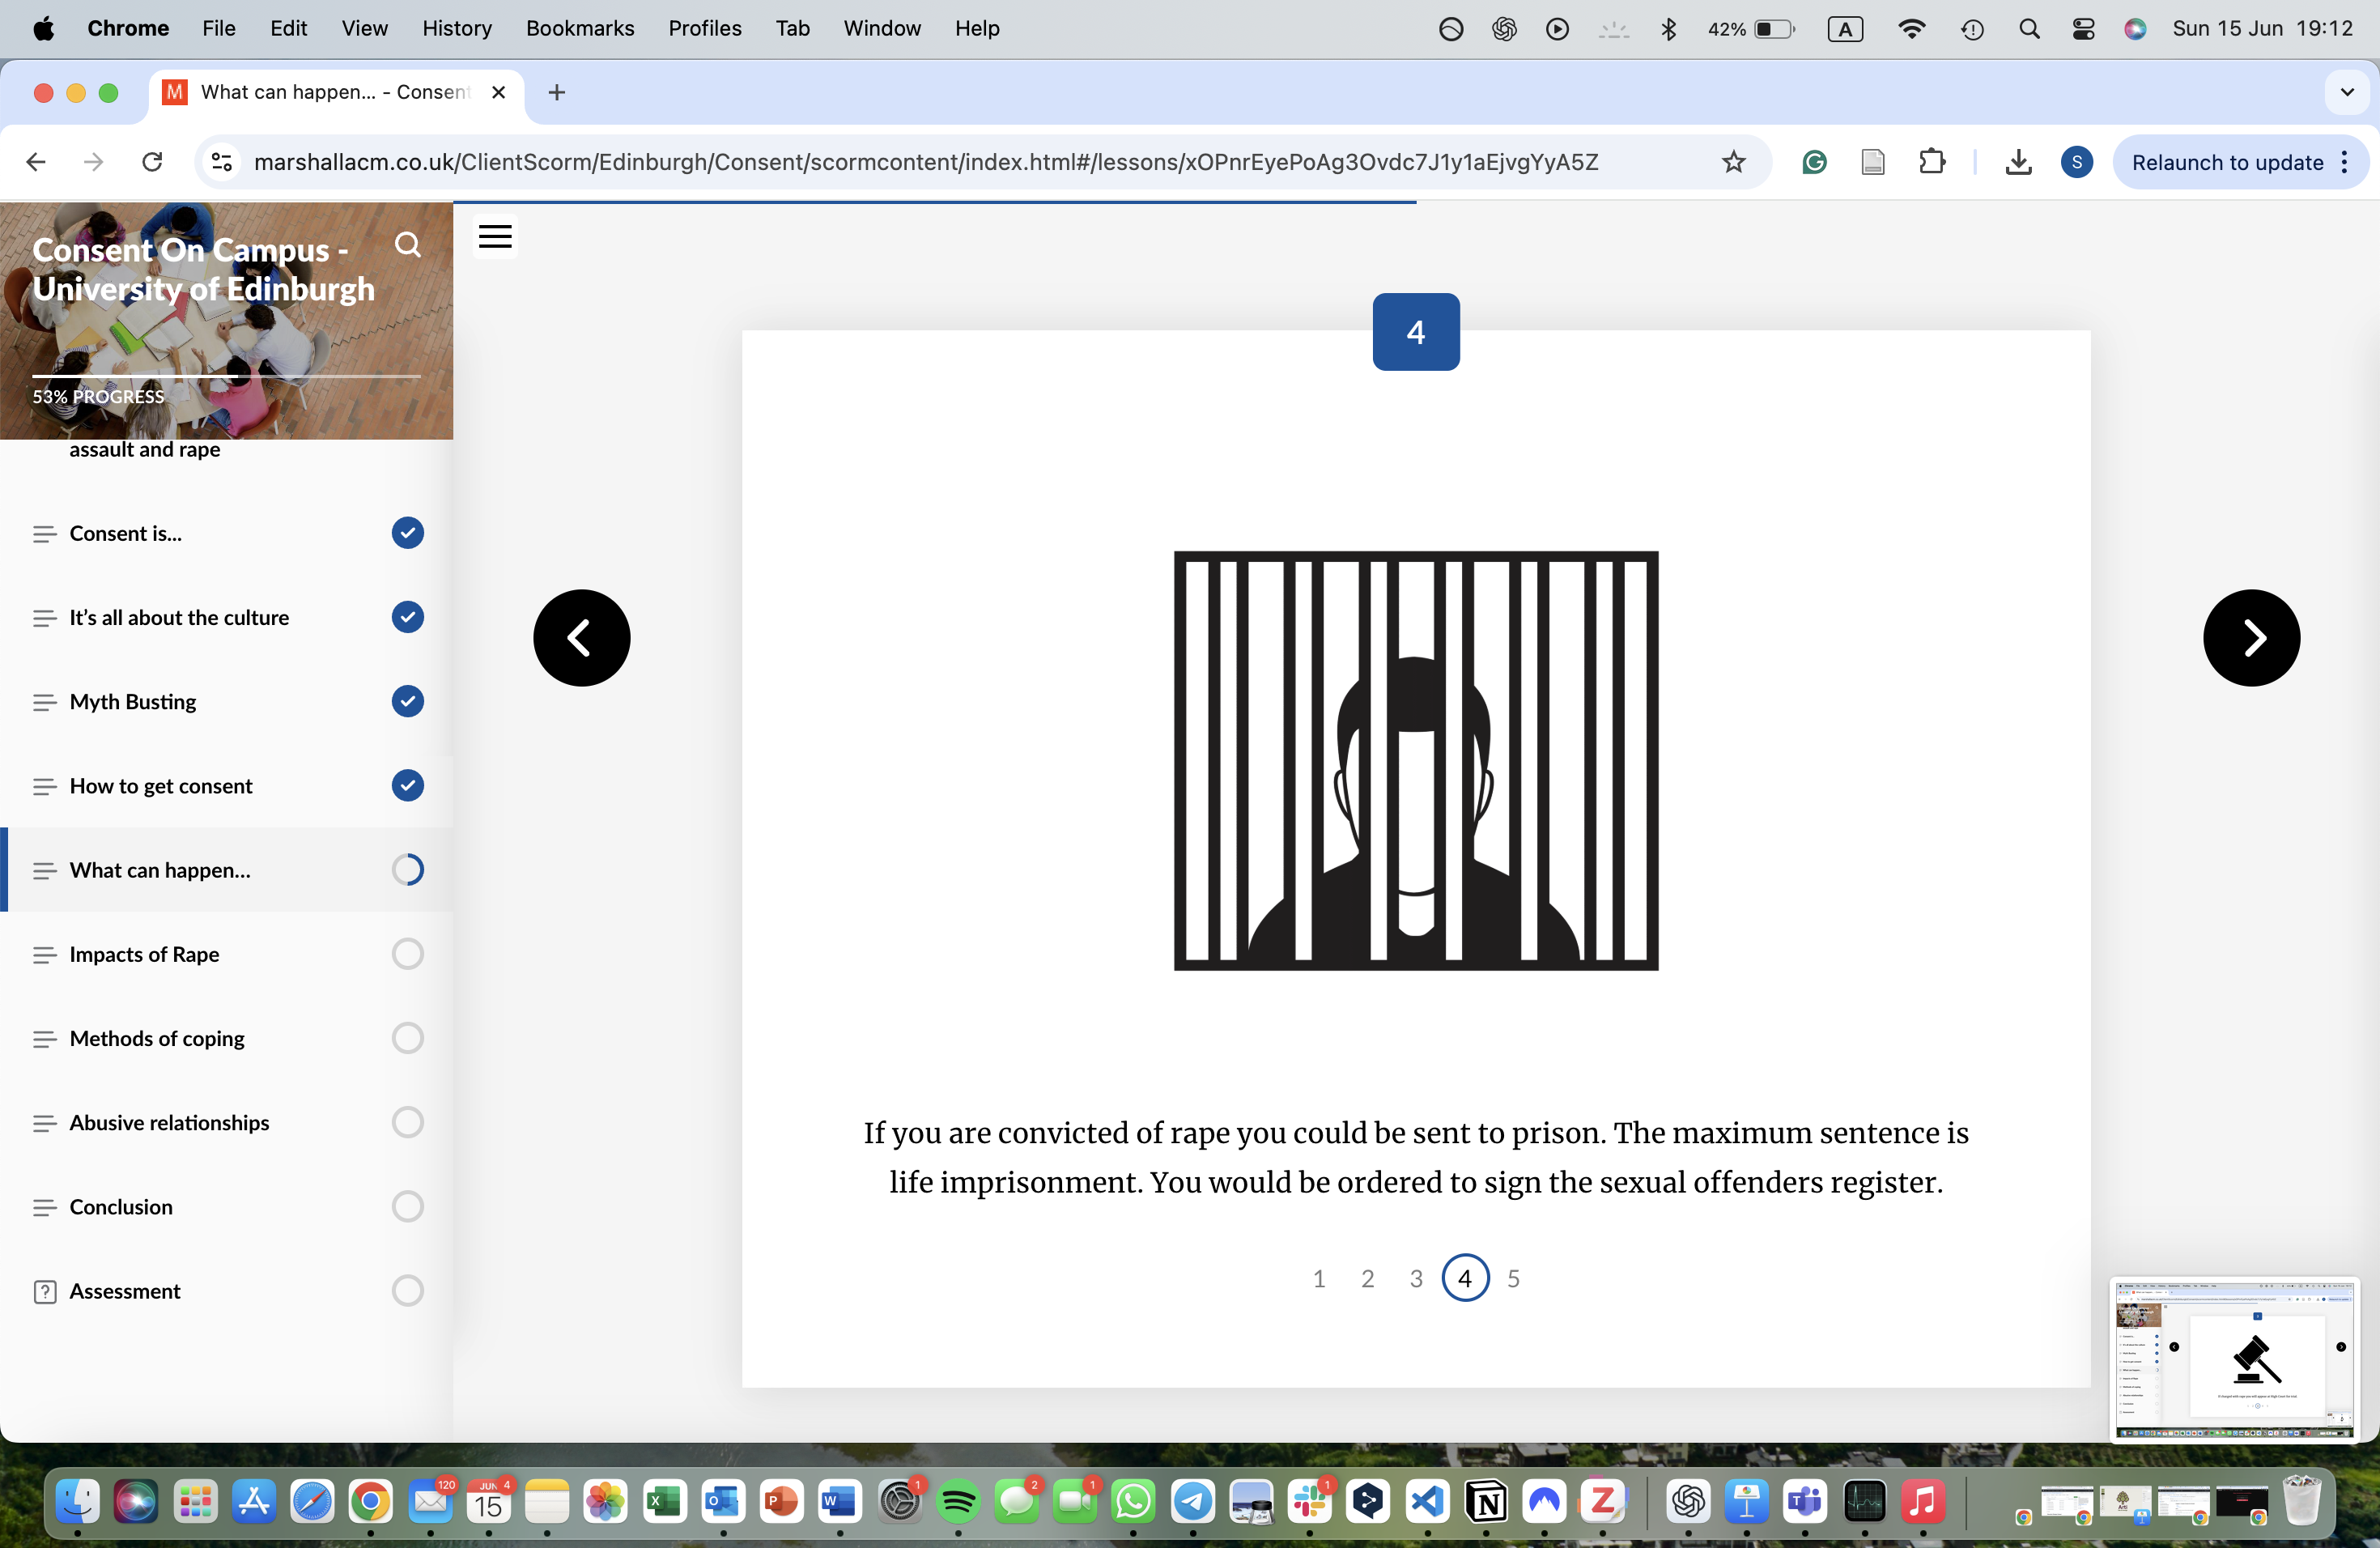 Chrome File Edit View History Bookmarks Profiles Tab Window Help 42% A Sun 15 Jun 19:12
M What can happen... - Consent
marshallacm.co.uk/ClientScorm/Edinburgh/Consent/scormcontent/index.html#/lessons/xOPnrEyePoAg3Ovdc7J1y1aEjvgYyA5Z S Relaunch to update
Consent On Campus -
University of Edinburgh
53% PROGRESS
assault and rape
Consent is...
It’s all about the culture
Myth Busting
How to get consent
What can happen...
Impacts of Rape
Methods of coping
Abusive relationships
Conclusion
? Assessment
4
If you are convicted of rape you could be sent to prison. The maximum sentence is
life imprisonment. You would be ordered to sign the sexual offenders register.
1 2 3 4 5
120 JUN 4 15 1 2 1 1